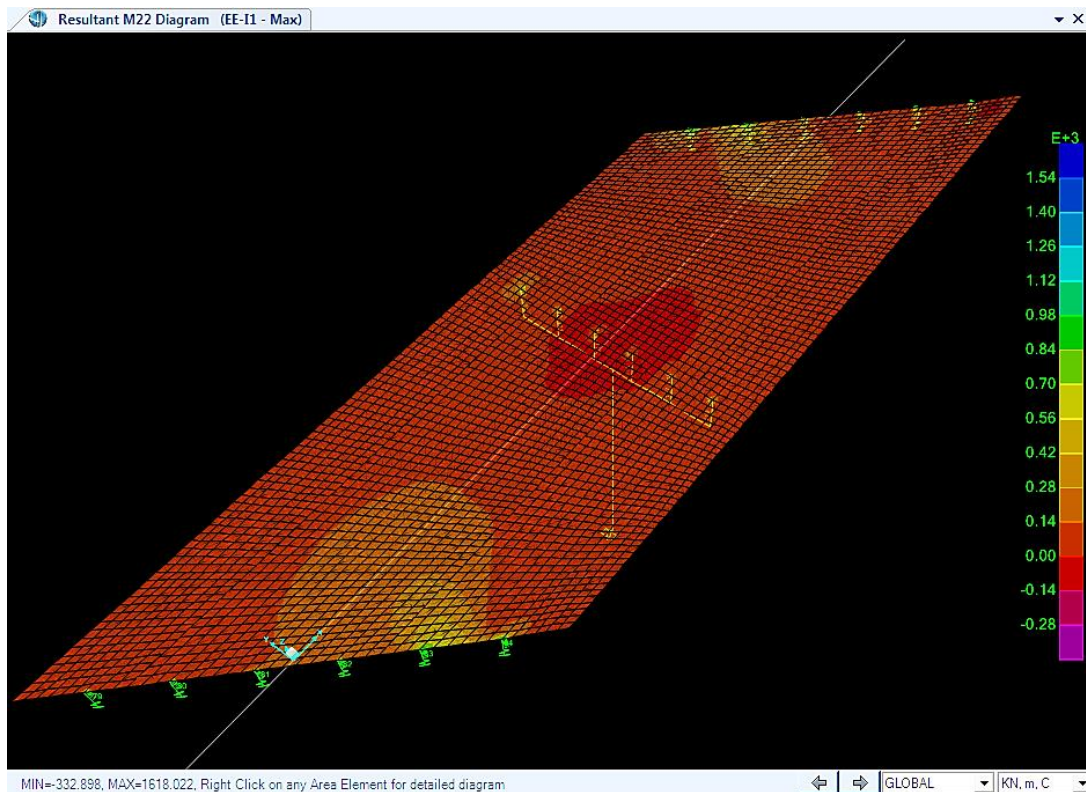 Resultant M22 Diagram (EE-I1 - Max)
E+3
1.54
1.40
1.26
1.12
0.98
0.84
0.70
0.56
0.42
0.28
0.14
0.00
-0.14
-0.28
MIN=-332.898, MAX=1618.022, Right Click on any Area Element for detailed diagram
GLOBAL
KN, m, C